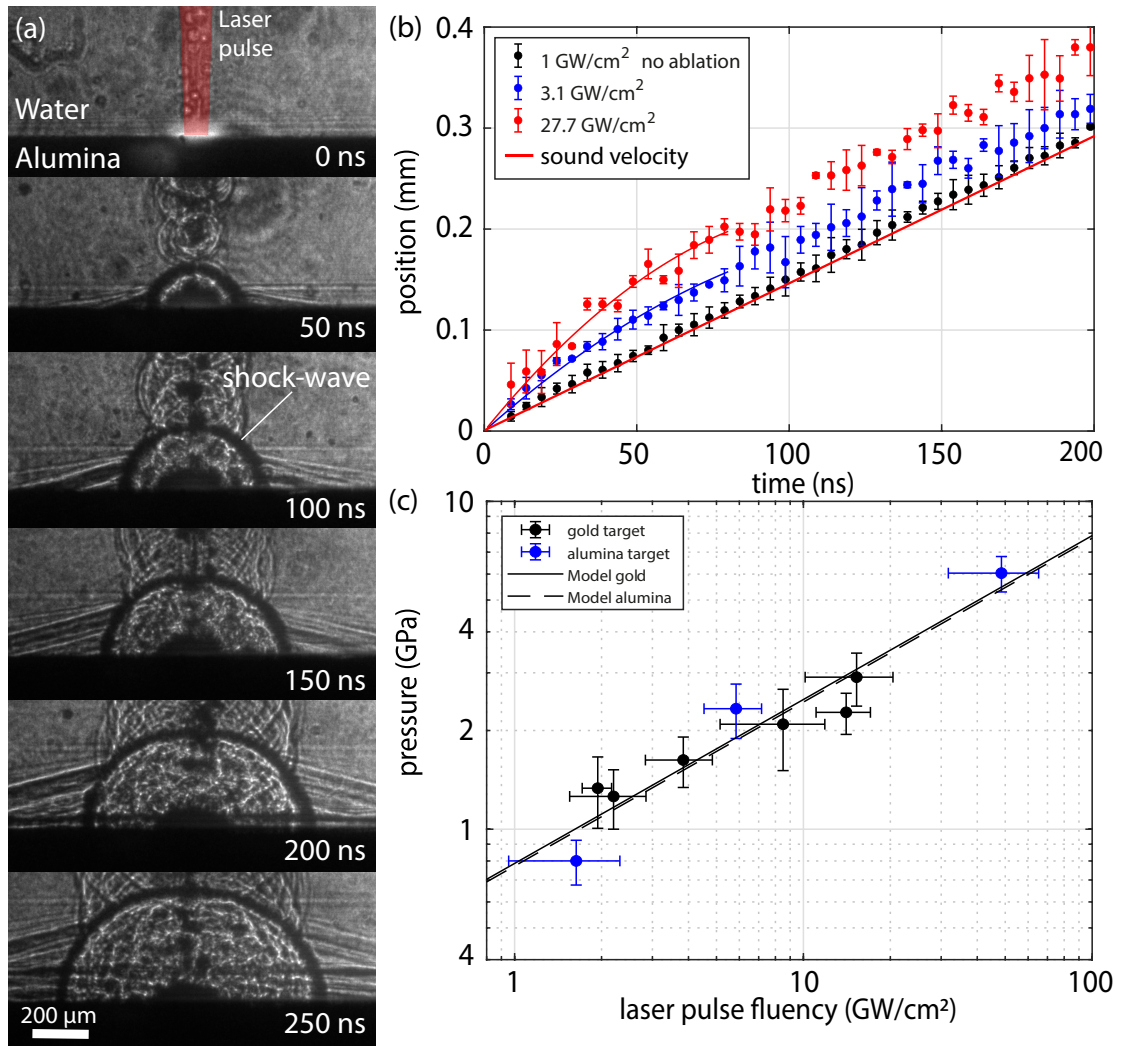 (a)
Laser
pulse
Water
Alumina
0 ns
50 ns
shock-wave
100 ns
150 ns
200 ns
200 µm
250 ns
(b)
0.4
0.3
0.2
0.1
0
position (mm)
1 GW/cm² no ablation
3.1 GW/cm²
27.7 GW/cm²
sound velocity
0 50 100 150 200
time (ns)
(c)
10
4
2
1
4
pressure (GPa)
gold target
alumina target
Model gold
Model alumina
1 10 100
laser pulse fluency (GW/cm²)